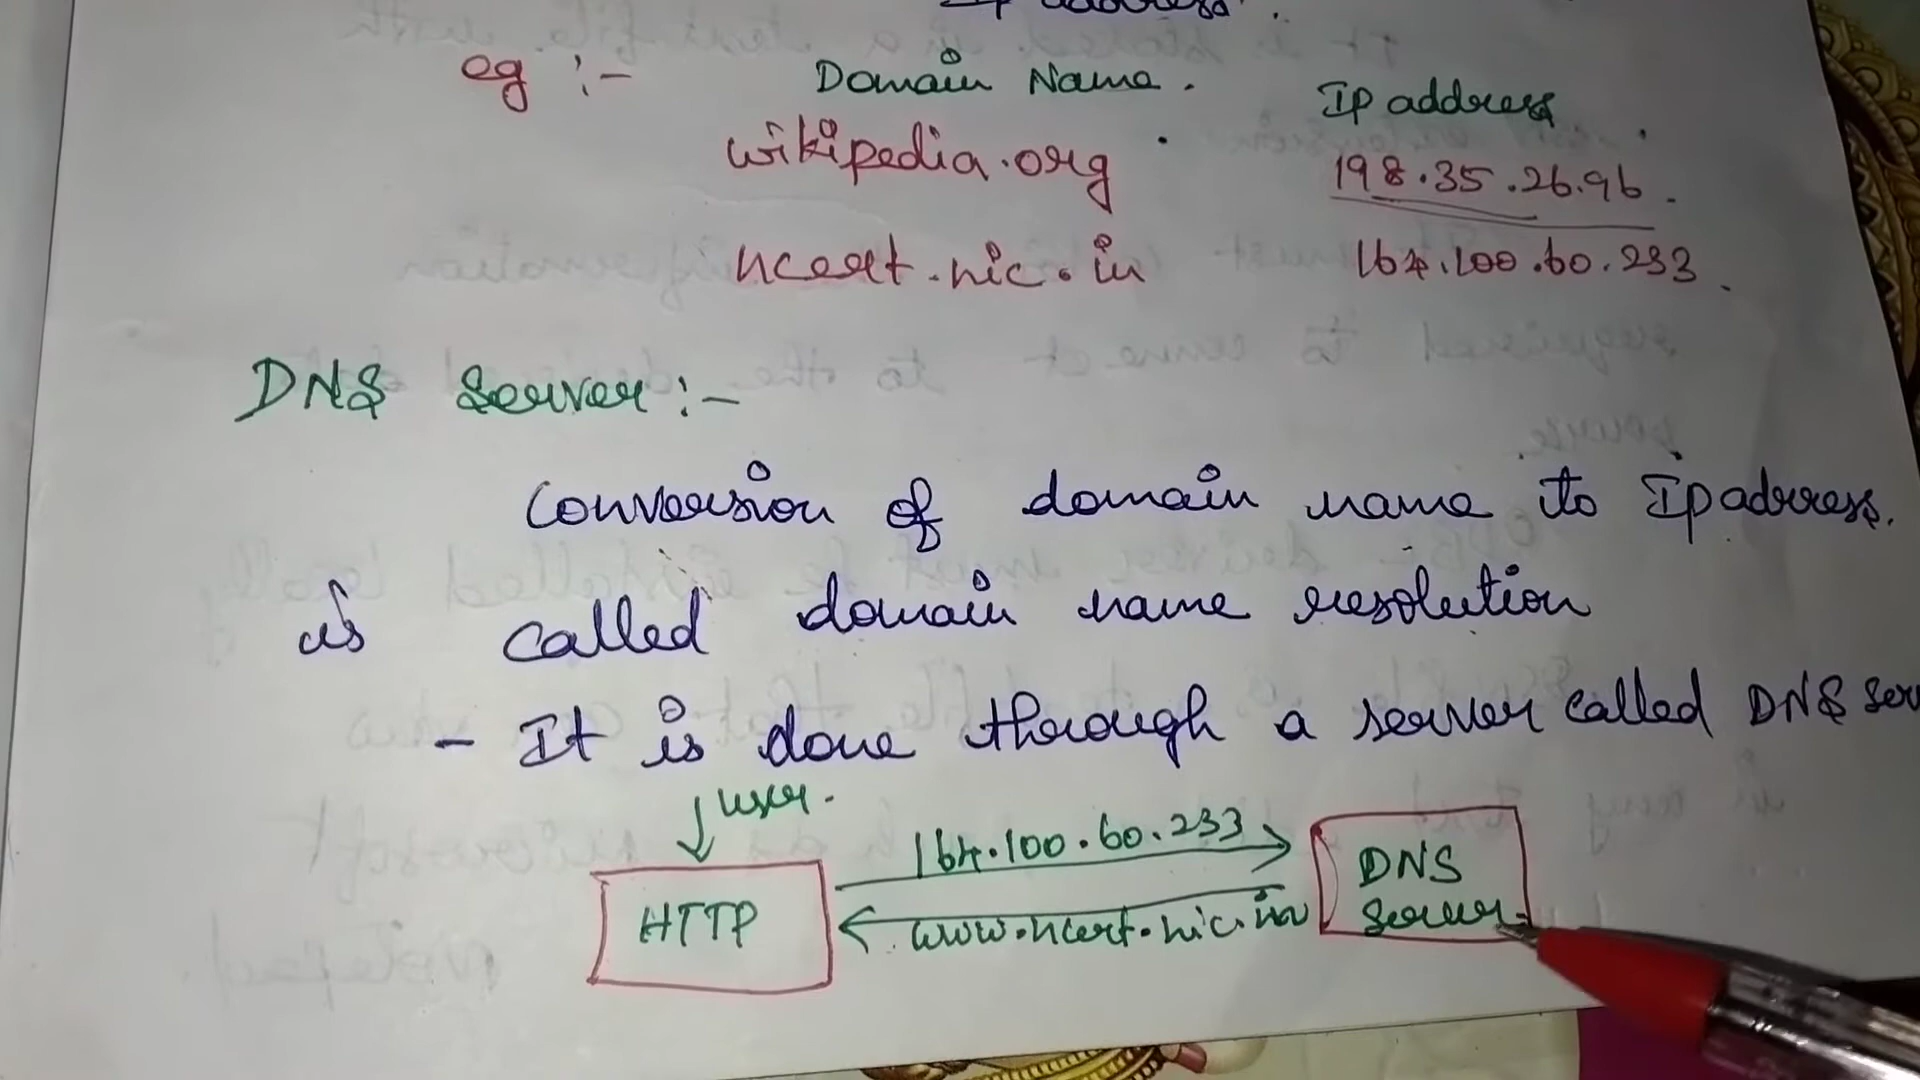 Ip address.
eg :- Domain Name. Ip address
wikipedia.org 198.35.26.96
ncert.nic.in 164.100.60.233
DNS Server:-
Conversion of domain name to Ip address.
is called domain name resolution
- It is done through a server called DNS ser
user.
164.100.60.233
HTTP
DNS Server
www.ncert.nic.in